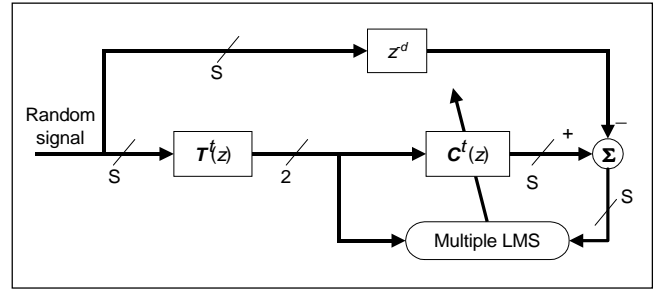 z^-d
S
Random
signal
S
T^t(z)
2
C^t(z)
+
−
Σ
S
S
Multiple LMS